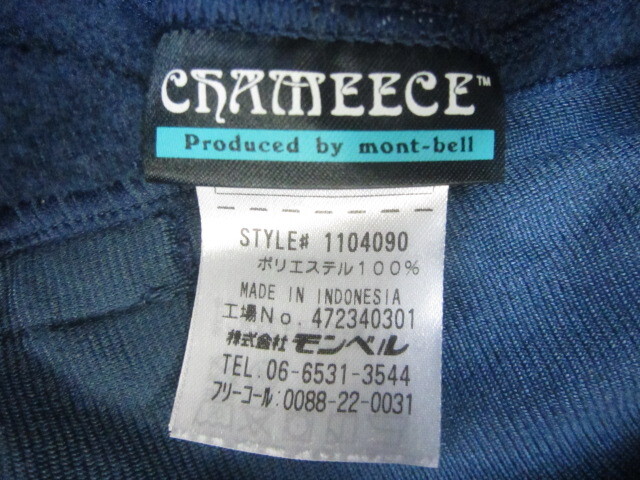 CHAMEECE™
Produced by mont-bell
STYLE# 1104090
ポリエステル100%
MADE IN INDONESIA
工場No. 472340301
株式会社 モンベル
TEL. 06-6531-3544
フリーコール:0088-22-0031